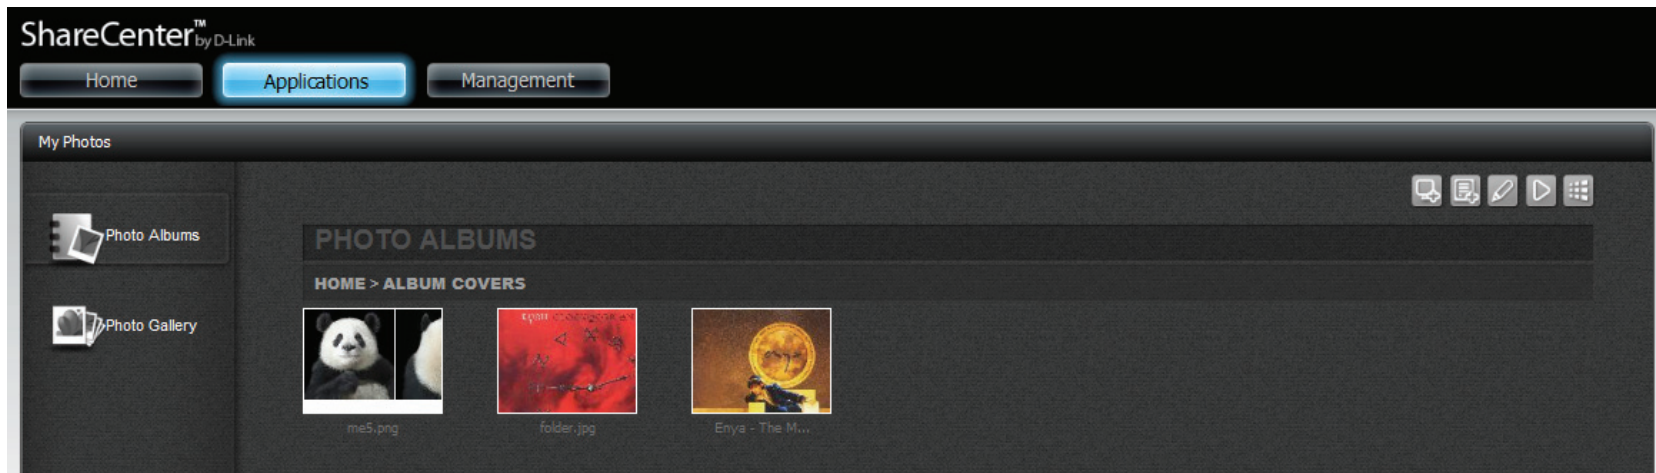 ShareCenter™ by D-Link
Home Applications Management
My Photos
Photo Albums
PHOTO ALBUMS
HOME > ALBUM COVERS
Photo Gallery
me5.png folder.jpg Enya - The M...